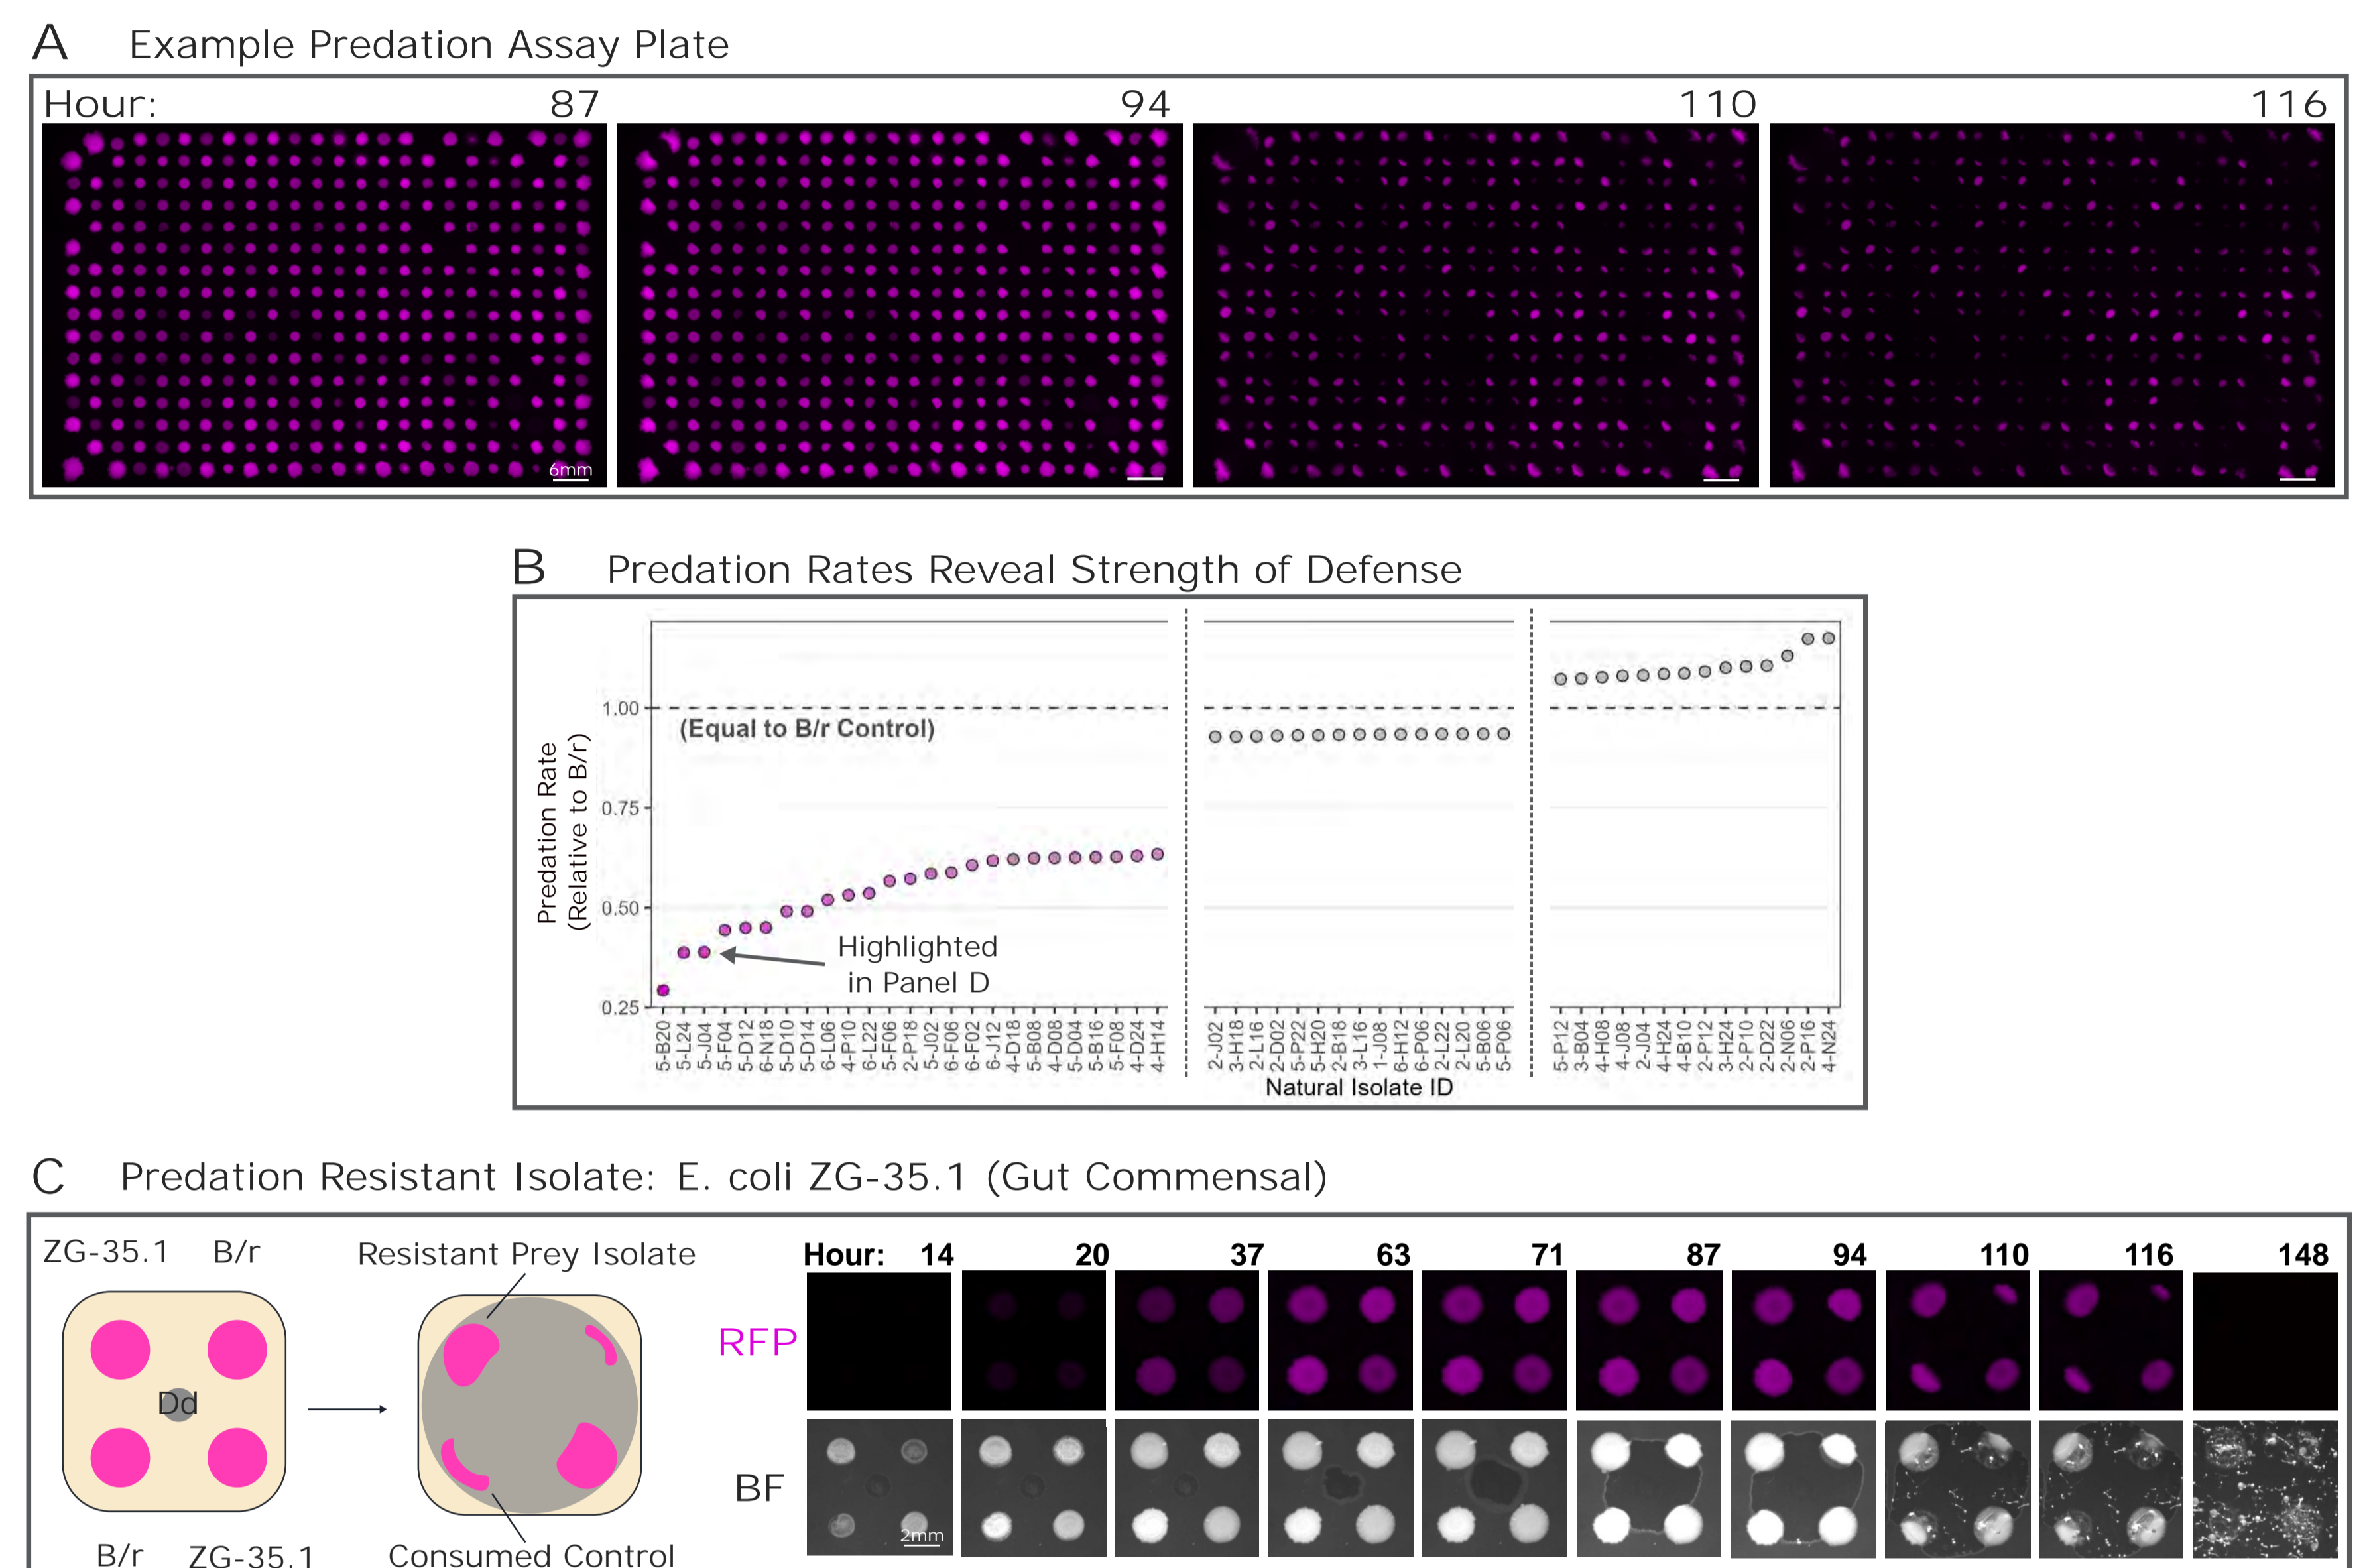 A Example Predation Assay Plate
Hour: 87 94 110 116
6mm
B Predation Rates Reveal Strength of Defense
Predation Rate
(Relative to B/r)
1.00
0.75
0.50
0.25
(Equal to B/r Control)
Highlighted
in Panel D
5-B20 5-L24 5-J04 5-F04 5-D12 6-N18 5-D10 5-D14 6-L06 4-P10 6-L22 5-F06 2-P18 5-J02 6-F06 6-F02 6-J12 4-D18 5-B08 4-D08 5-D04 5-B16 5-F08 4-D24 4-H14
2-J02 3-H18 2-L16 2-D02 5-P22 5-H20 2-B18 3-L16 1-J08 6-H12 6-P06 2-L22 2-L20 5-B06 5-P06
5-P12 3-B04 4-H08 4-J08 2-J04 4-H24 4-B10 2-P12 3-H24 2-P10 2-D22 2-N06 2-P16 4-N24
Natural Isolate ID
C Predation Resistant Isolate: E. coli ZG-35.1 (Gut Commensal)
ZG-35.1 B/r
Dd
B/r ZG-35.1
Resistant Prey Isolate
Consumed Control
Hour: 14 20 37 63 71 87 94 110 116 148
RFP
BF
2mm